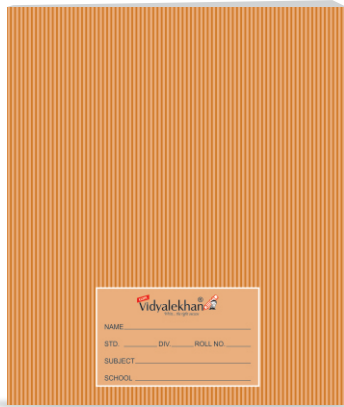 Vidyalekhan
NAME
STD. DIV ROLL NO.
SUBJECT
SCHOOL